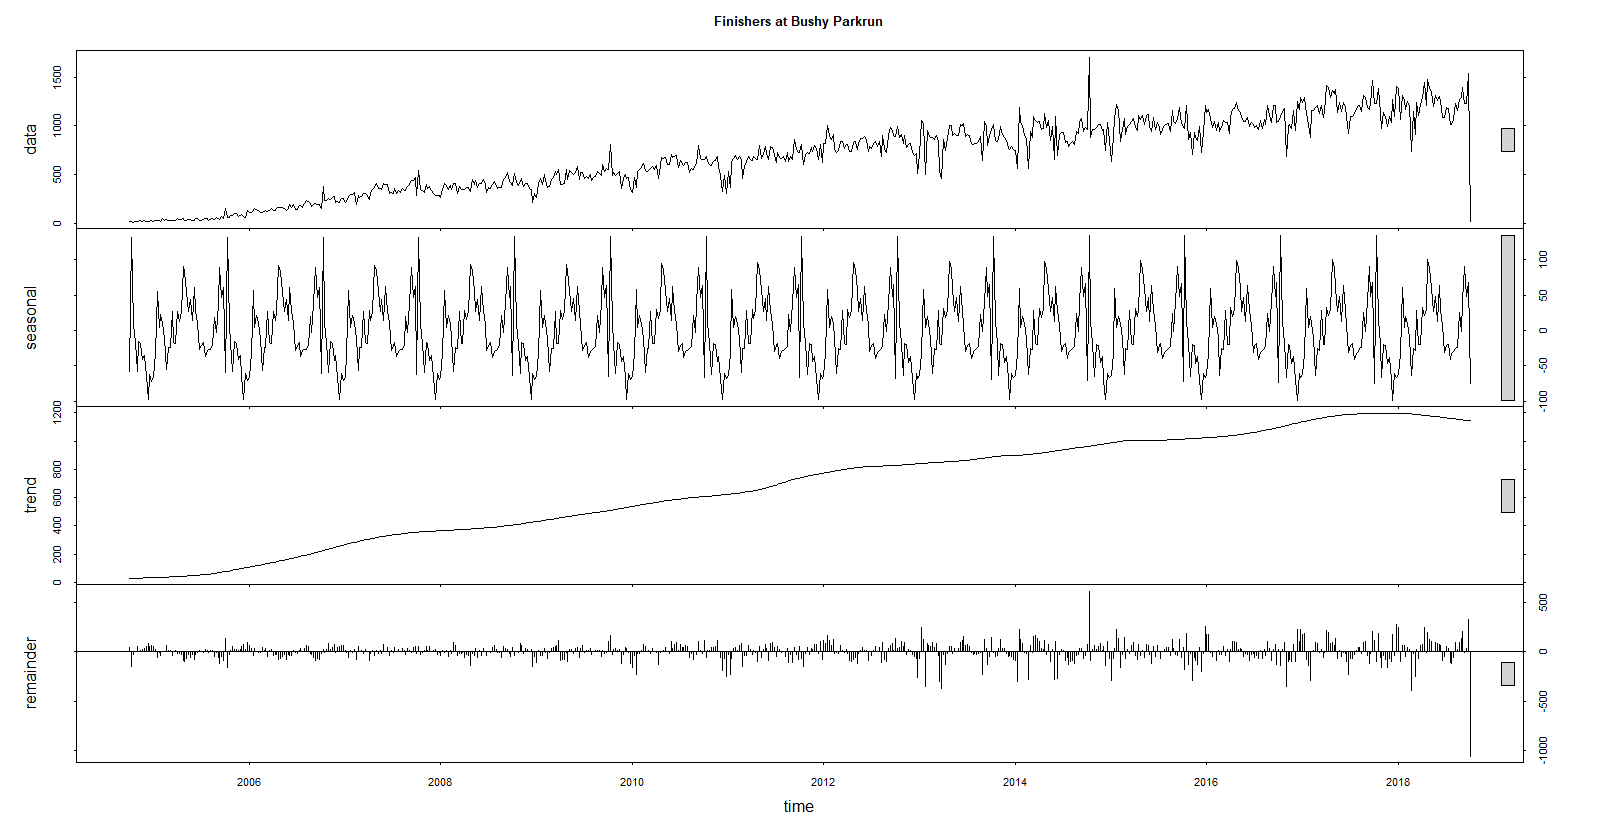 Finishers at Bushy Parkrun
data
0 500 1000 1500
seasonal
-100 -50 0 50 100
trend
0 200 400 600 800 1200
remainder
-1000 -500 0 500
2006 2008 2010 2012 2014 2016 2018
time